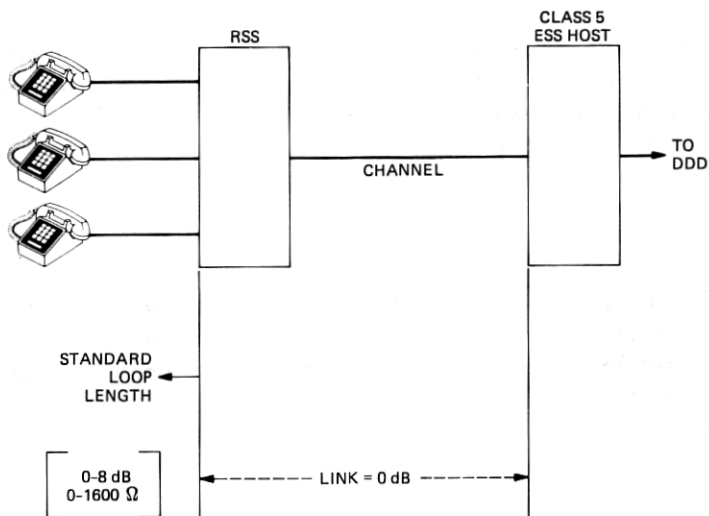 RSS
CLASS 5
ESS HOST
CHANNEL
TO
DDD
STANDARD
LOOP
LENGTH
0-8 dB
0-1600 Ω
LINK = 0 dB